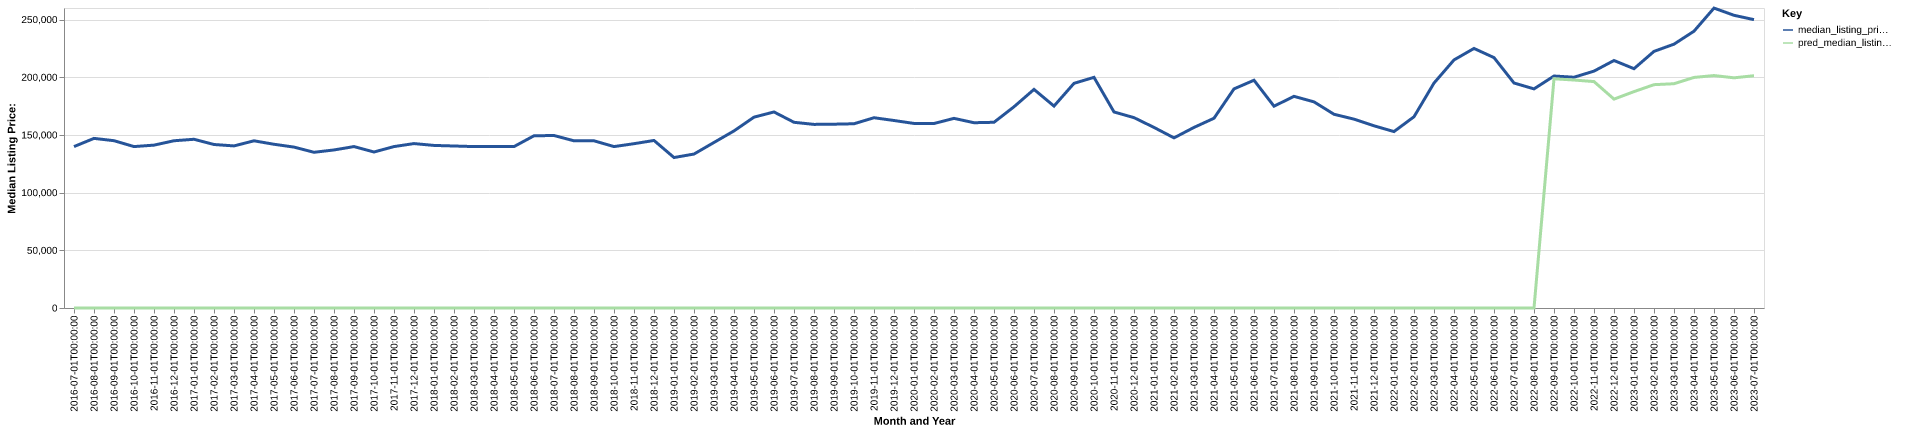 Key
median_listing_pri...
pred_median_listin...
Median Listing Price:
250,000
200,000
150,000
100,000
50,000
0
2016-07-01T00:00:00
2016-08-01T00:00:00
2016-09-01T00:00:00
2016-10-01T00:00:00
2016-11-01T00:00:00
2016-12-01T00:00:00
2017-01-01T00:00:00
2017-02-01T00:00:00
2017-03-01T00:00:00
2017-04-01T00:00:00
2017-05-01T00:00:00
2017-06-01T00:00:00
2017-07-01T00:00:00
2017-08-01T00:00:00
2017-09-01T00:00:00
2017-10-01T00:00:00
2017-11-01T00:00:00
2017-12-01T00:00:00
2018-01-01T00:00:00
2018-02-01T00:00:00
2018-03-01T00:00:00
2018-04-01T00:00:00
2018-05-01T00:00:00
2018-06-01T00:00:00
2018-07-01T00:00:00
2018-08-01T00:00:00
2018-09-01T00:00:00
2018-10-01T00:00:00
2018-11-01T00:00:00
2018-12-01T00:00:00
2019-01-01T00:00:00
2019-02-01T00:00:00
2019-03-01T00:00:00
2019-04-01T00:00:00
2019-05-01T00:00:00
2019-06-01T00:00:00
2019-07-01T00:00:00
2019-08-01T00:00:00
2019-09-01T00:00:00
2019-10-01T00:00:00
2019-11-01T00:00:00
2019-12-01T00:00:00
2020-01-01T00:00:00
2020-02-01T00:00:00
2020-03-01T00:00:00
2020-04-01T00:00:00
2020-05-01T00:00:00
2020-06-01T00:00:00
2020-07-01T00:00:00
2020-08-01T00:00:00
2020-09-01T00:00:00
2020-10-01T00:00:00
2020-11-01T00:00:00
2020-12-01T00:00:00
2021-01-01T00:00:00
2021-02-01T00:00:00
2021-03-01T00:00:00
2021-04-01T00:00:00
2021-05-01T00:00:00
2021-06-01T00:00:00
2021-07-01T00:00:00
2021-08-01T00:00:00
2021-09-01T00:00:00
2021-10-01T00:00:00
2021-11-01T00:00:00
2021-12-01T00:00:00
2022-01-01T00:00:00
2022-02-01T00:00:00
2022-03-01T00:00:00
2022-04-01T00:00:00
2022-05-01T00:00:00
2022-06-01T00:00:00
2022-07-01T00:00:00
2022-08-01T00:00:00
2022-09-01T00:00:00
2022-10-01T00:00:00
2022-11-01T00:00:00
2022-12-01T00:00:00
2023-01-01T00:00:00
2023-02-01T00:00:00
2023-03-01T00:00:00
2023-04-01T00:00:00
2023-05-01T00:00:00
2023-06-01T00:00:00
2023-07-01T00:00:00
Month and Year